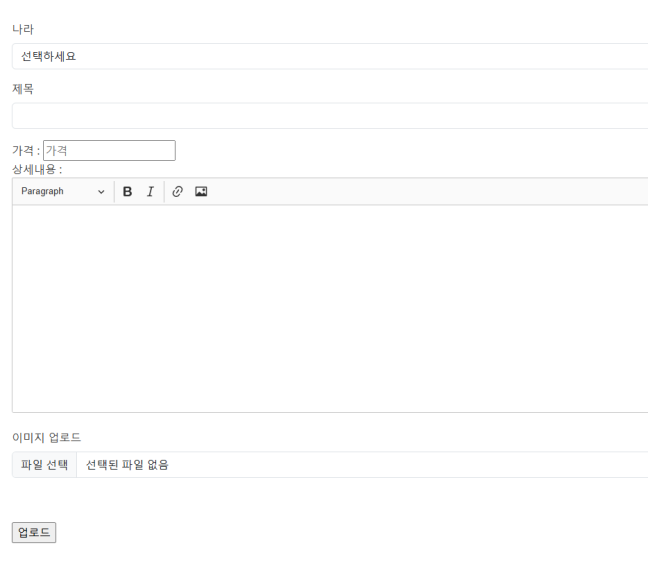 나라
선택하세요
제목
가격 : 가격
상세내용 :
Paragraph B I
이미지 업로드
파일 선택 선택된 파일 없음
업로드